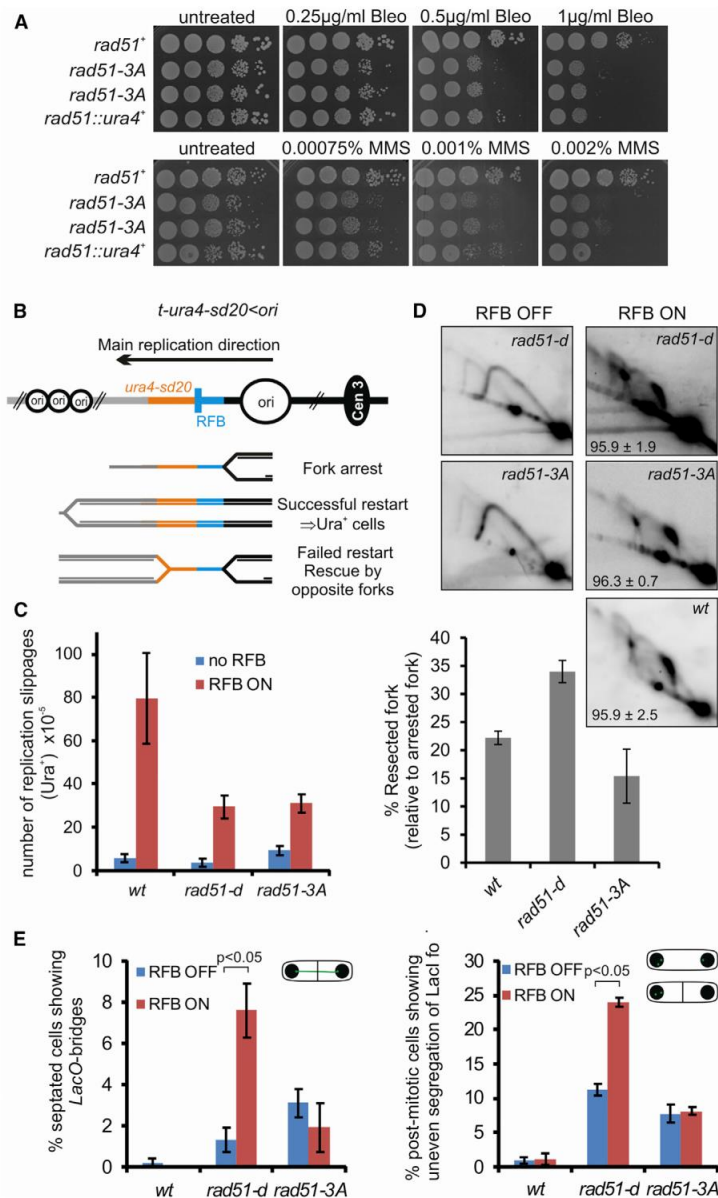 A
untreated 0.25µg/ml Bleo 0.5µg/ml Bleo 1µg/ml Bleo
rad51⁺
rad51-3A
rad51-3A
rad51::ura4⁺
untreated 0.00075% MMS 0.001% MMS 0.002% MMS
rad51⁺
rad51-3A
rad51-3A
rad51::ura4⁺
B
t-ura4-sd20<ori
Main replication direction
ura4-sd20
ori ori ori
RFB
ori
Cen 3
Fork arrest
Successful restart
⇒Ura⁺ cells
Failed restart
Rescue by
opposite forks
C
number of replication slippages
(Ura⁺) x10⁻⁵
100
80
60
40
20
0
no RFB
RFB ON
wt rad51-d rad51-3A
D
RFB OFF RFB ON
rad51-d rad51-d
95.9 ± 1.9
rad51-3A rad51-3A
96.3 ± 0.7
wt
95.9 ± 2.5
% Resected fork
(relative to arrested fork)
40
35
30
25
20
15
10
5
0
wt rad51-d rad51-3A
E
% septated cells showing
LacO-bridges
10
8
6
4
2
0
RFB OFF
RFB ON
p<0.05
wt rad51-d rad51-3A
% post-mitotic cells showing
uneven segregation of LacI fo
30
25
20
15
10
5
0
RFB OFF
RFB ON
p<0.05
wt rad51-d rad51-3A